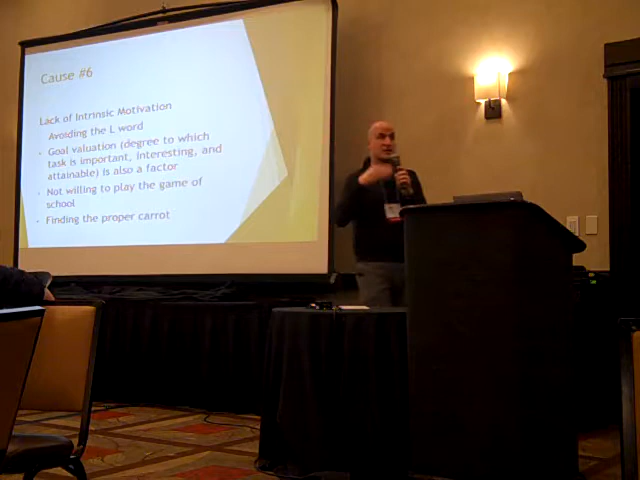 Cause #6
Lack of Intrinsic Motivation
Avoiding the L word
Goal valuation (degree to which
task is important, interesting, and
attainable) is also a factor
Not willing to play the game of
school
Finding the proper carrot